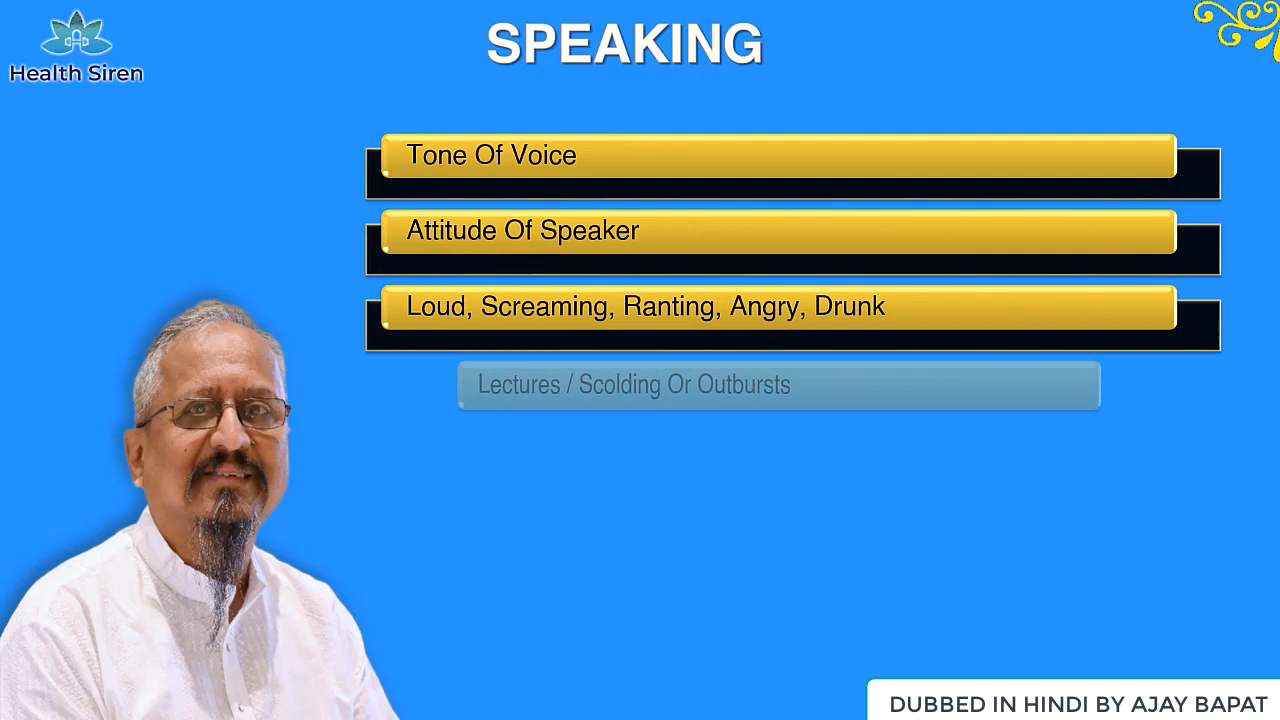 SPEAKING
Health Siren
Tone Of Voice
Attitude Of Speaker
Loud, Screaming, Ranting, Angry, Drunk
Lectures / Scolding Or Outbursts
DUBBED IN HINDI BY AJAY BAPAT